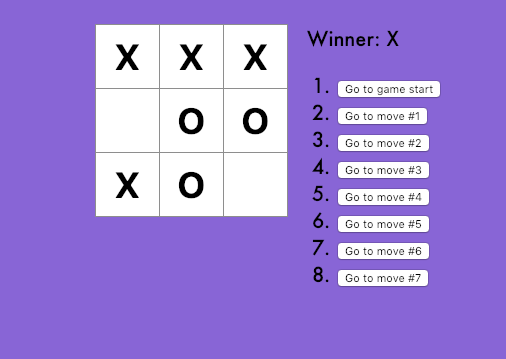 X X X
O O
X O
Winner: X
1. Go to game start
2. Go to move #1
3. Go to move #2
4. Go to move #3
5. Go to move #4
6. Go to move #5
7. Go to move #6
8. Go to move #7